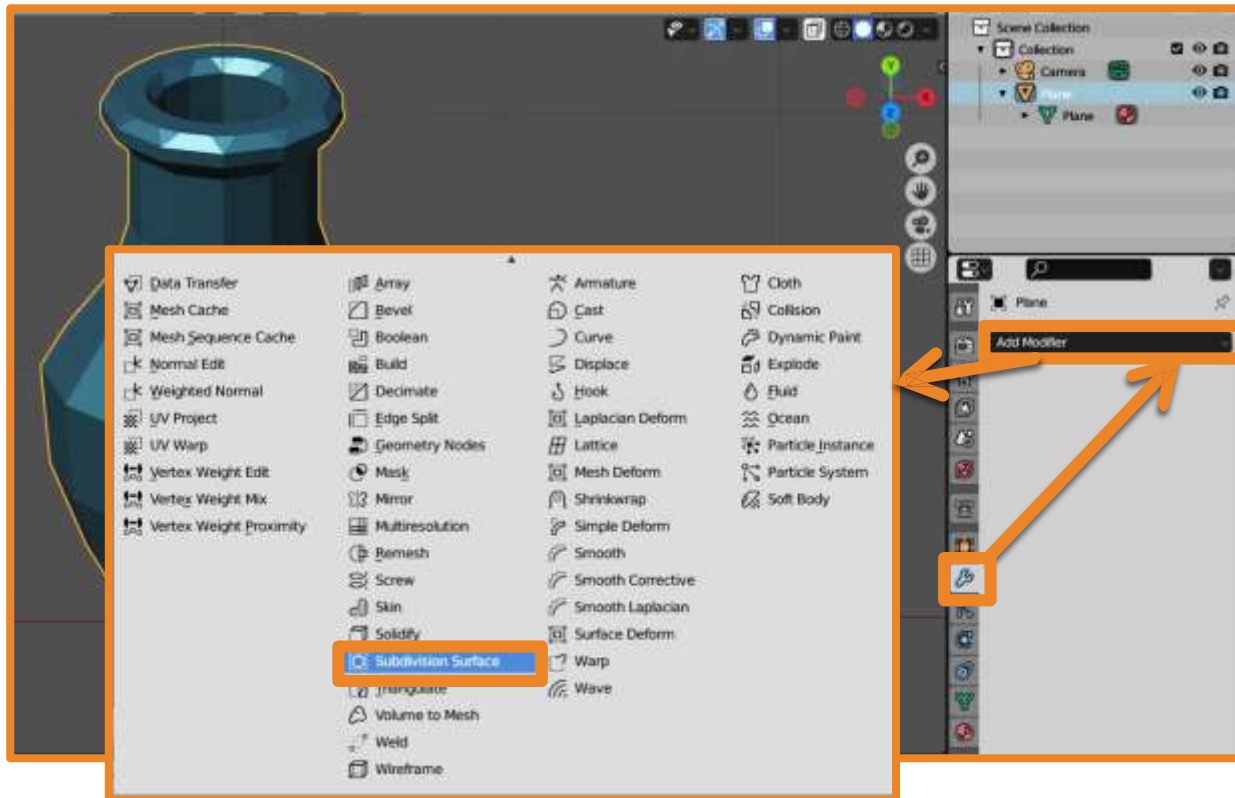 Scene Collection
Collection
Camera
Plane
Plane
Y
X
Z
Plane
Add Modifier
Data Transfer
Mesh Cache
Mesh Sequence Cache
Normal Edit
Weighted Normal
UV Project
UV Warp
Vertex Weight Edit
Vertex Weight Mix
Vertex Weight Proximity
Array
Bevel
Boolean
Build
Decimate
Edge Split
Geometry Nodes
Mask
Mirror
Multiresolution
Remesh
Screw
Skin
Solidify
Subdivision Surface
Triangulate
Volume to Mesh
Weld
Wireframe
Armature
Cast
Curve
Displace
Hook
Laplacian Deform
Lattice
Mesh Deform
Shrinkwrap
Simple Deform
Smooth
Smooth Corrective
Smooth Laplacian
Surface Deform
Warp
Wave
Cloth
Collision
Dynamic Paint
Explode
Fluid
Ocean
Particle Instance
Particle System
Soft Body